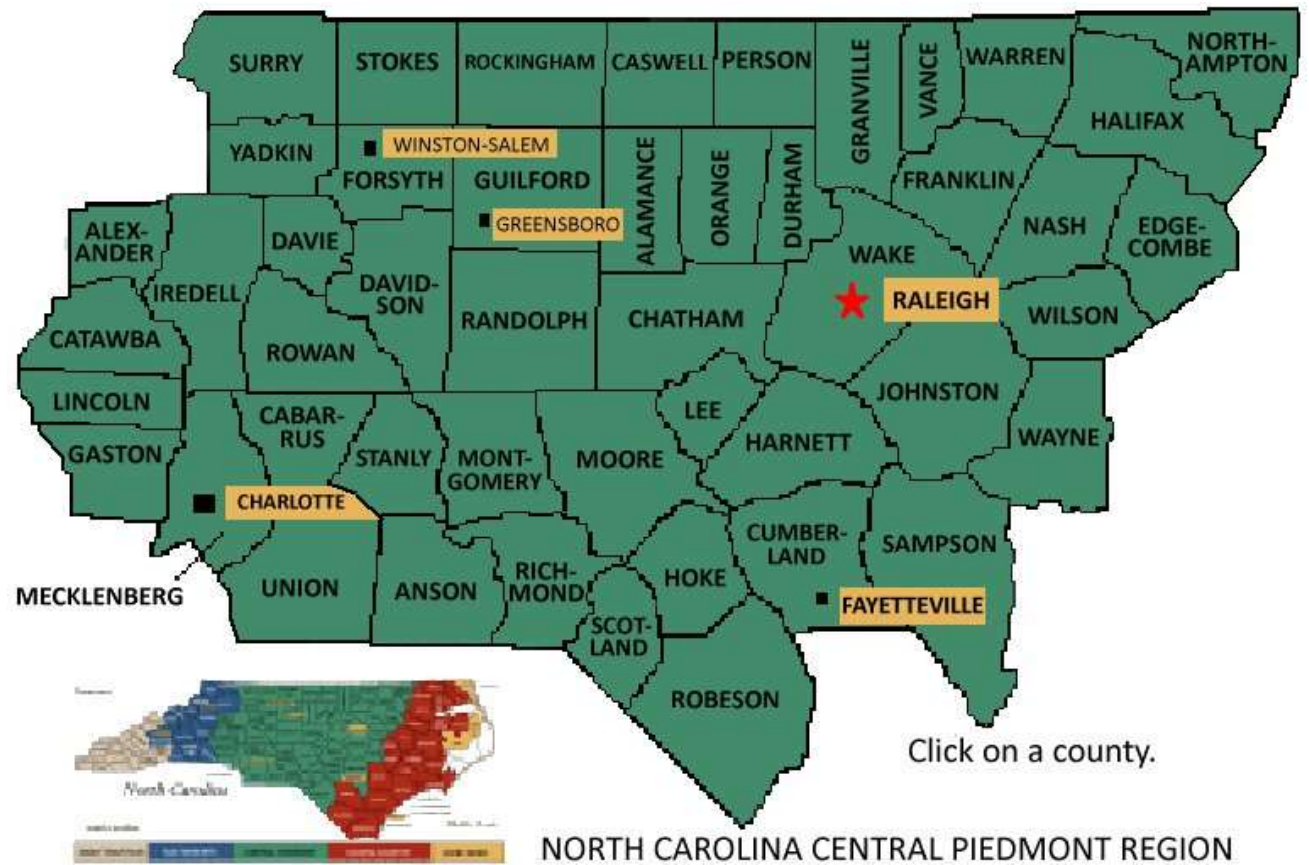 SURRY
STOKES
ROCKINGHAM
CASWELL
PERSON
GRANVILLE
VANCE
WARREN
NORTH-
AMPTON
HALIFAX
YADKIN
WINSTON-SALEM
FORSYTH
GUILFORD
GREENSBORO
ALAMANCE
ORANGE
DURHAM
FRANKLIN
NASH
EDGE-
COMBE
ALEX-
ANDER
IREDELL
DAVIE
DAVID-
SON
RANDOLPH
CHATHAM
WAKE
RALEIGH
WILSON
CATAWBA
ROWAN
LINCOLN
GASTON
CABAR-
RUS
STANLY
MONT-
GOMERY
MOORE
LEE
HARNETT
JOHNSTON
WAYNE
CHARLOTTE
MECKLENBERG
UNION
ANSON
RICH-
MOND
SCOT-
LAND
HOKE
CUMBER-
LAND
SAMPSON
FAYETTEVILLE
ROBESON
North Carolina
Click on a county.
NORTH CAROLINA CENTRAL PIEDMONT REGION